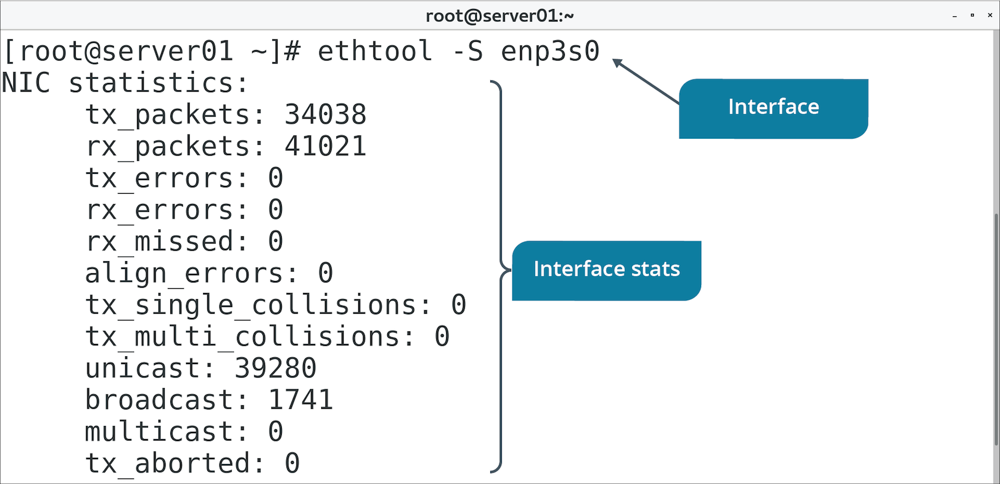 root@server01:~
[root@server01 ~]# ethtool -S enp3s0
Interface
NIC statistics:
tx_packets: 34038
rx_packets: 41021
tx_errors: 0
rx_errors: 0
rx_missed: 0
align_errors: 0
Interface stats
tx_single_collisions: 0
tx_multi_collisions: 0
unicast: 39280
broadcast: 1741
multicast: 0
tx_aborted: 0